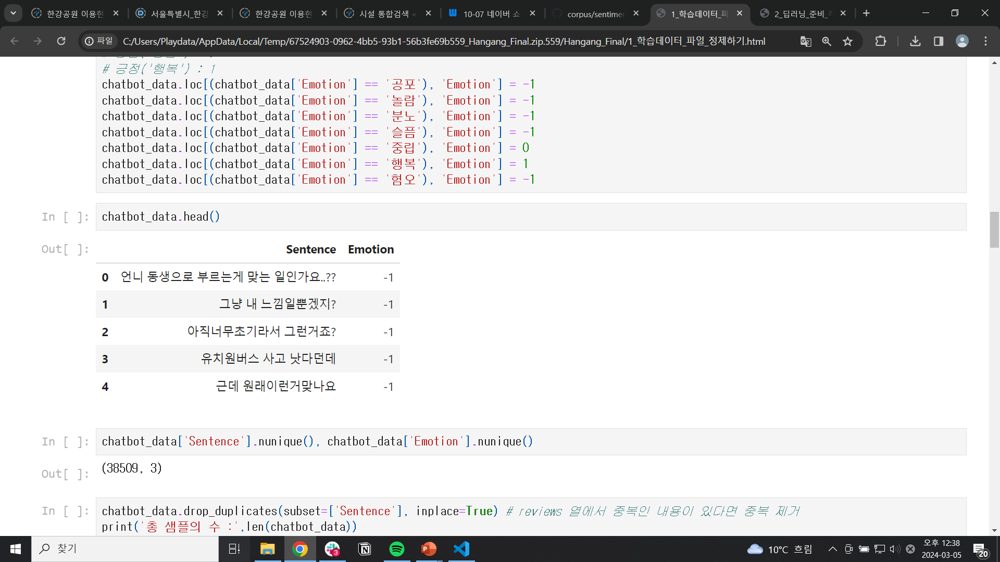 한강공원 이용현
서울특별시_한강
한강공원 이용현
시설 통합검색 <
10-07 네이버 쇼
corpus/sentimer
1_학습데이터_파
2_딥러닝_준비_
파일
C:/Users/Playdata/AppData/Local/Temp/67524903-0962-4bb5-93b1-56b3fe69b559_Hangang_Final.zip.559/Hangang_Final/1_학습데이터_파일_정제하기.html
# 긍정('행복') : 1
chatbot_data.loc[(chatbot_data['Emotion'] == '공포'), 'Emotion'] = -1
chatbot_data.loc[(chatbot_data['Emotion'] == '놀람'), 'Emotion'] = -1
chatbot_data.loc[(chatbot_data['Emotion'] == '분노'), 'Emotion'] = -1
chatbot_data.loc[(chatbot_data['Emotion'] == '슬픔'), 'Emotion'] = -1
chatbot_data.loc[(chatbot_data['Emotion'] == '중립'), 'Emotion'] = 0
chatbot_data.loc[(chatbot_data['Emotion'] == '행복'), 'Emotion'] = 1
chatbot_data.loc[(chatbot_data['Emotion'] == '혐오'), 'Emotion'] = -1
In [ ]: chatbot_data.head()
Out[ ]:
Sentence Emotion
0 언니 동생으로 부르는게 맞는 일인가요..?? -1
1 그냥 내 느낌일뿐겠지? -1
2 아직너무초기라서 그런거죠? -1
3 유치원버스 사고 낫다던데 -1
4 근데 원래이런거맞나요 -1
In [ ]: chatbot_data['Sentence'].nunique(), chatbot_data['Emotion'].nunique()
Out[ ]: (38509, 3)
In [ ]: chatbot_data.drop_duplicates(subset=['Sentence'], inplace=True) # reviews 열에서 중복인 내용이 있다면 중복 제거
print('총 샘플의 수 :',len(chatbot_data))
찾기
3
10°C 흐림
오후 12:38
2024-03-05
20